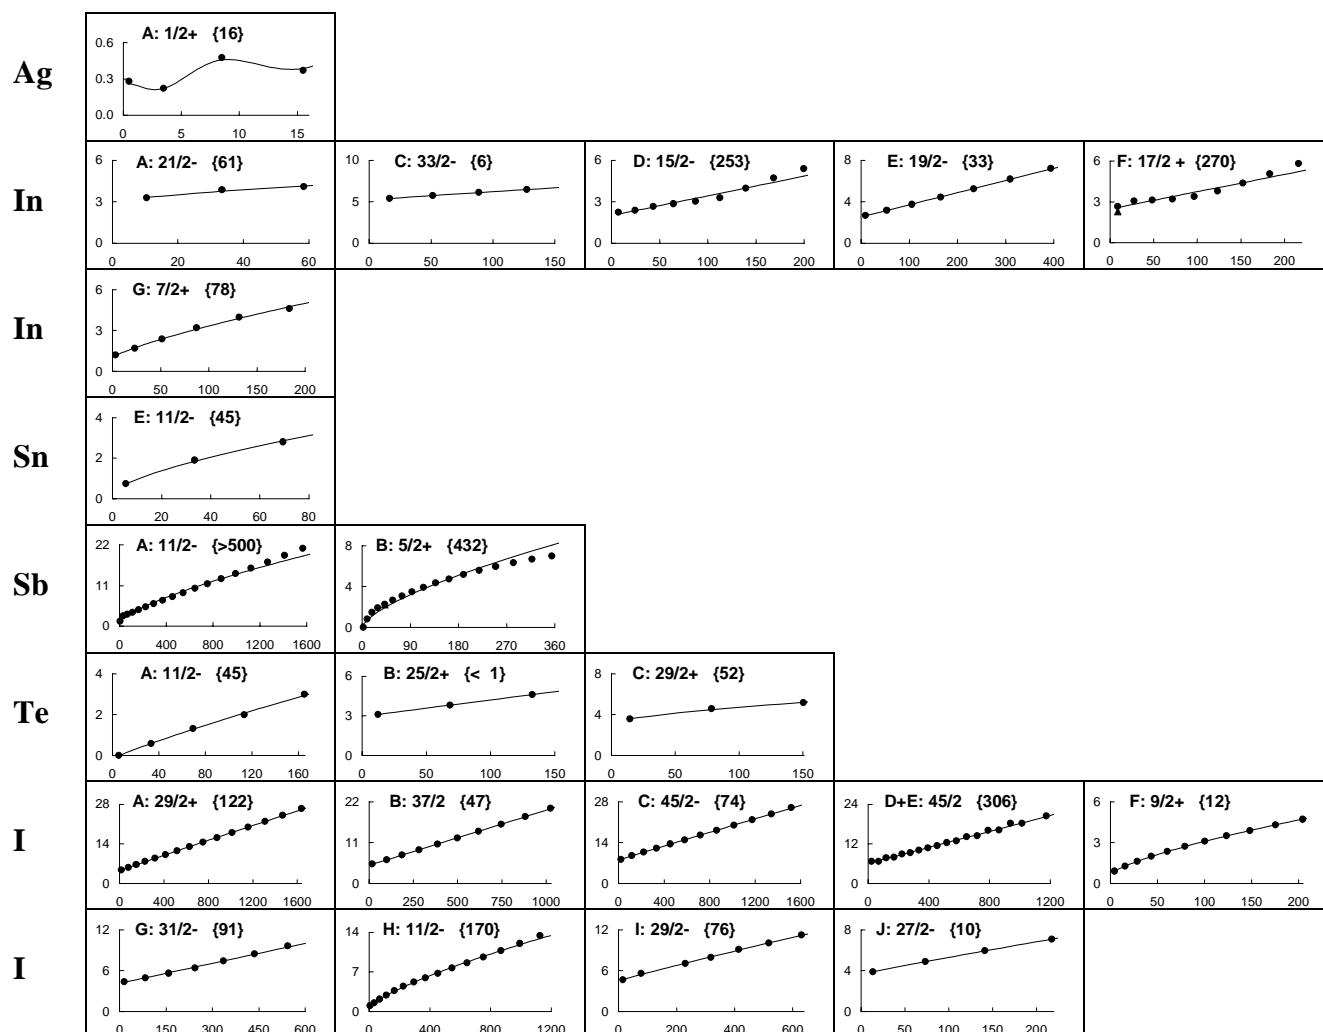 Ag
A: 1/2+ {16}
0.6
0.3
0.0
0 5 10 15
In
A: 21/2- {61}
6
3
0
0 20 40 60
C: 33/2- {6}
10
5
0
0 50 100 150
D: 15/2- {253}
6
3
0
0 50 100 150 200
E: 19/2- {33}
8
4
0
0 100 200 300 400
F: 17/2 + {270}
6
3
0
0 50 100 150 200
In
G: 7/2+ {78}
6
3
0
0 50 100 150 200
Sn
E: 11/2- {45}
4
2
0
0 20 40 60 80
Sb
A: 11/2- {>500}
22
11
0
0 400 800 1200 1600
B: 5/2+ {432}
8
4
0
0 90 180 270 360
Te
A: 11/2- {45}
4
2
0
0 40 80 120 160
B: 25/2+ {< 1}
6
3
0
0 50 100 150
C: 29/2+ {52}
8
4
0
0 50 100 150
I
A: 29/2+ {122}
28
14
0
0 400 800 1200 1600
B: 37/2 {47}
22
11
0
0 250 500 750 1000
C: 45/2- {74}
28
14
0
0 400 800 1200 1600
D+E: 45/2 {306}
24
12
0
0 400 800 1200
F: 9/2+ {12}
6
3
0
0 50 100 150 200
I
G: 31/2- {91}
12
6
0
0 150 300 450 600
H: 11/2- {170}
14
7
0
0 400 800 1200
I: 29/2- {76}
12
6
0
0 200 400 600
J: 27/2- {10}
8
4
0
0 50 100 150 200